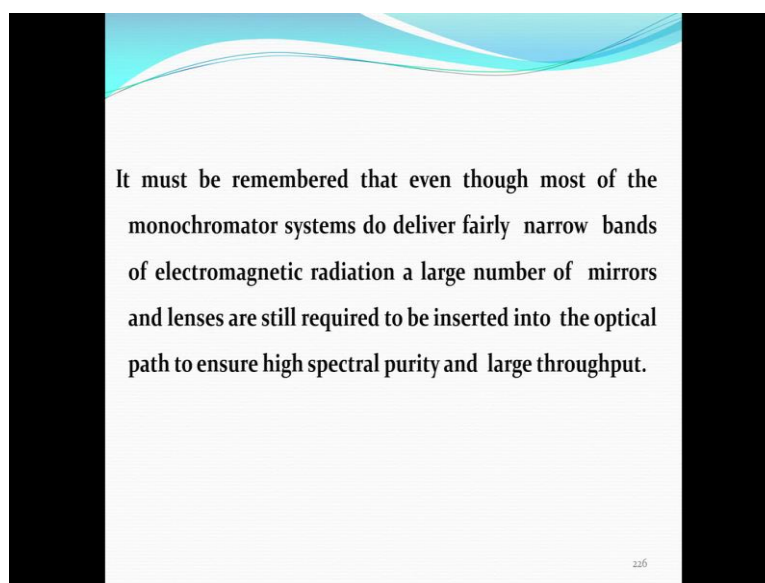 It must be remembered that even though most of the
monochromator systems do deliver fairly narrow bands
of electromagnetic radiation a large number of mirrors
and lenses are still required to be inserted into the optical
path to ensure high spectral purity and large throughput.
226